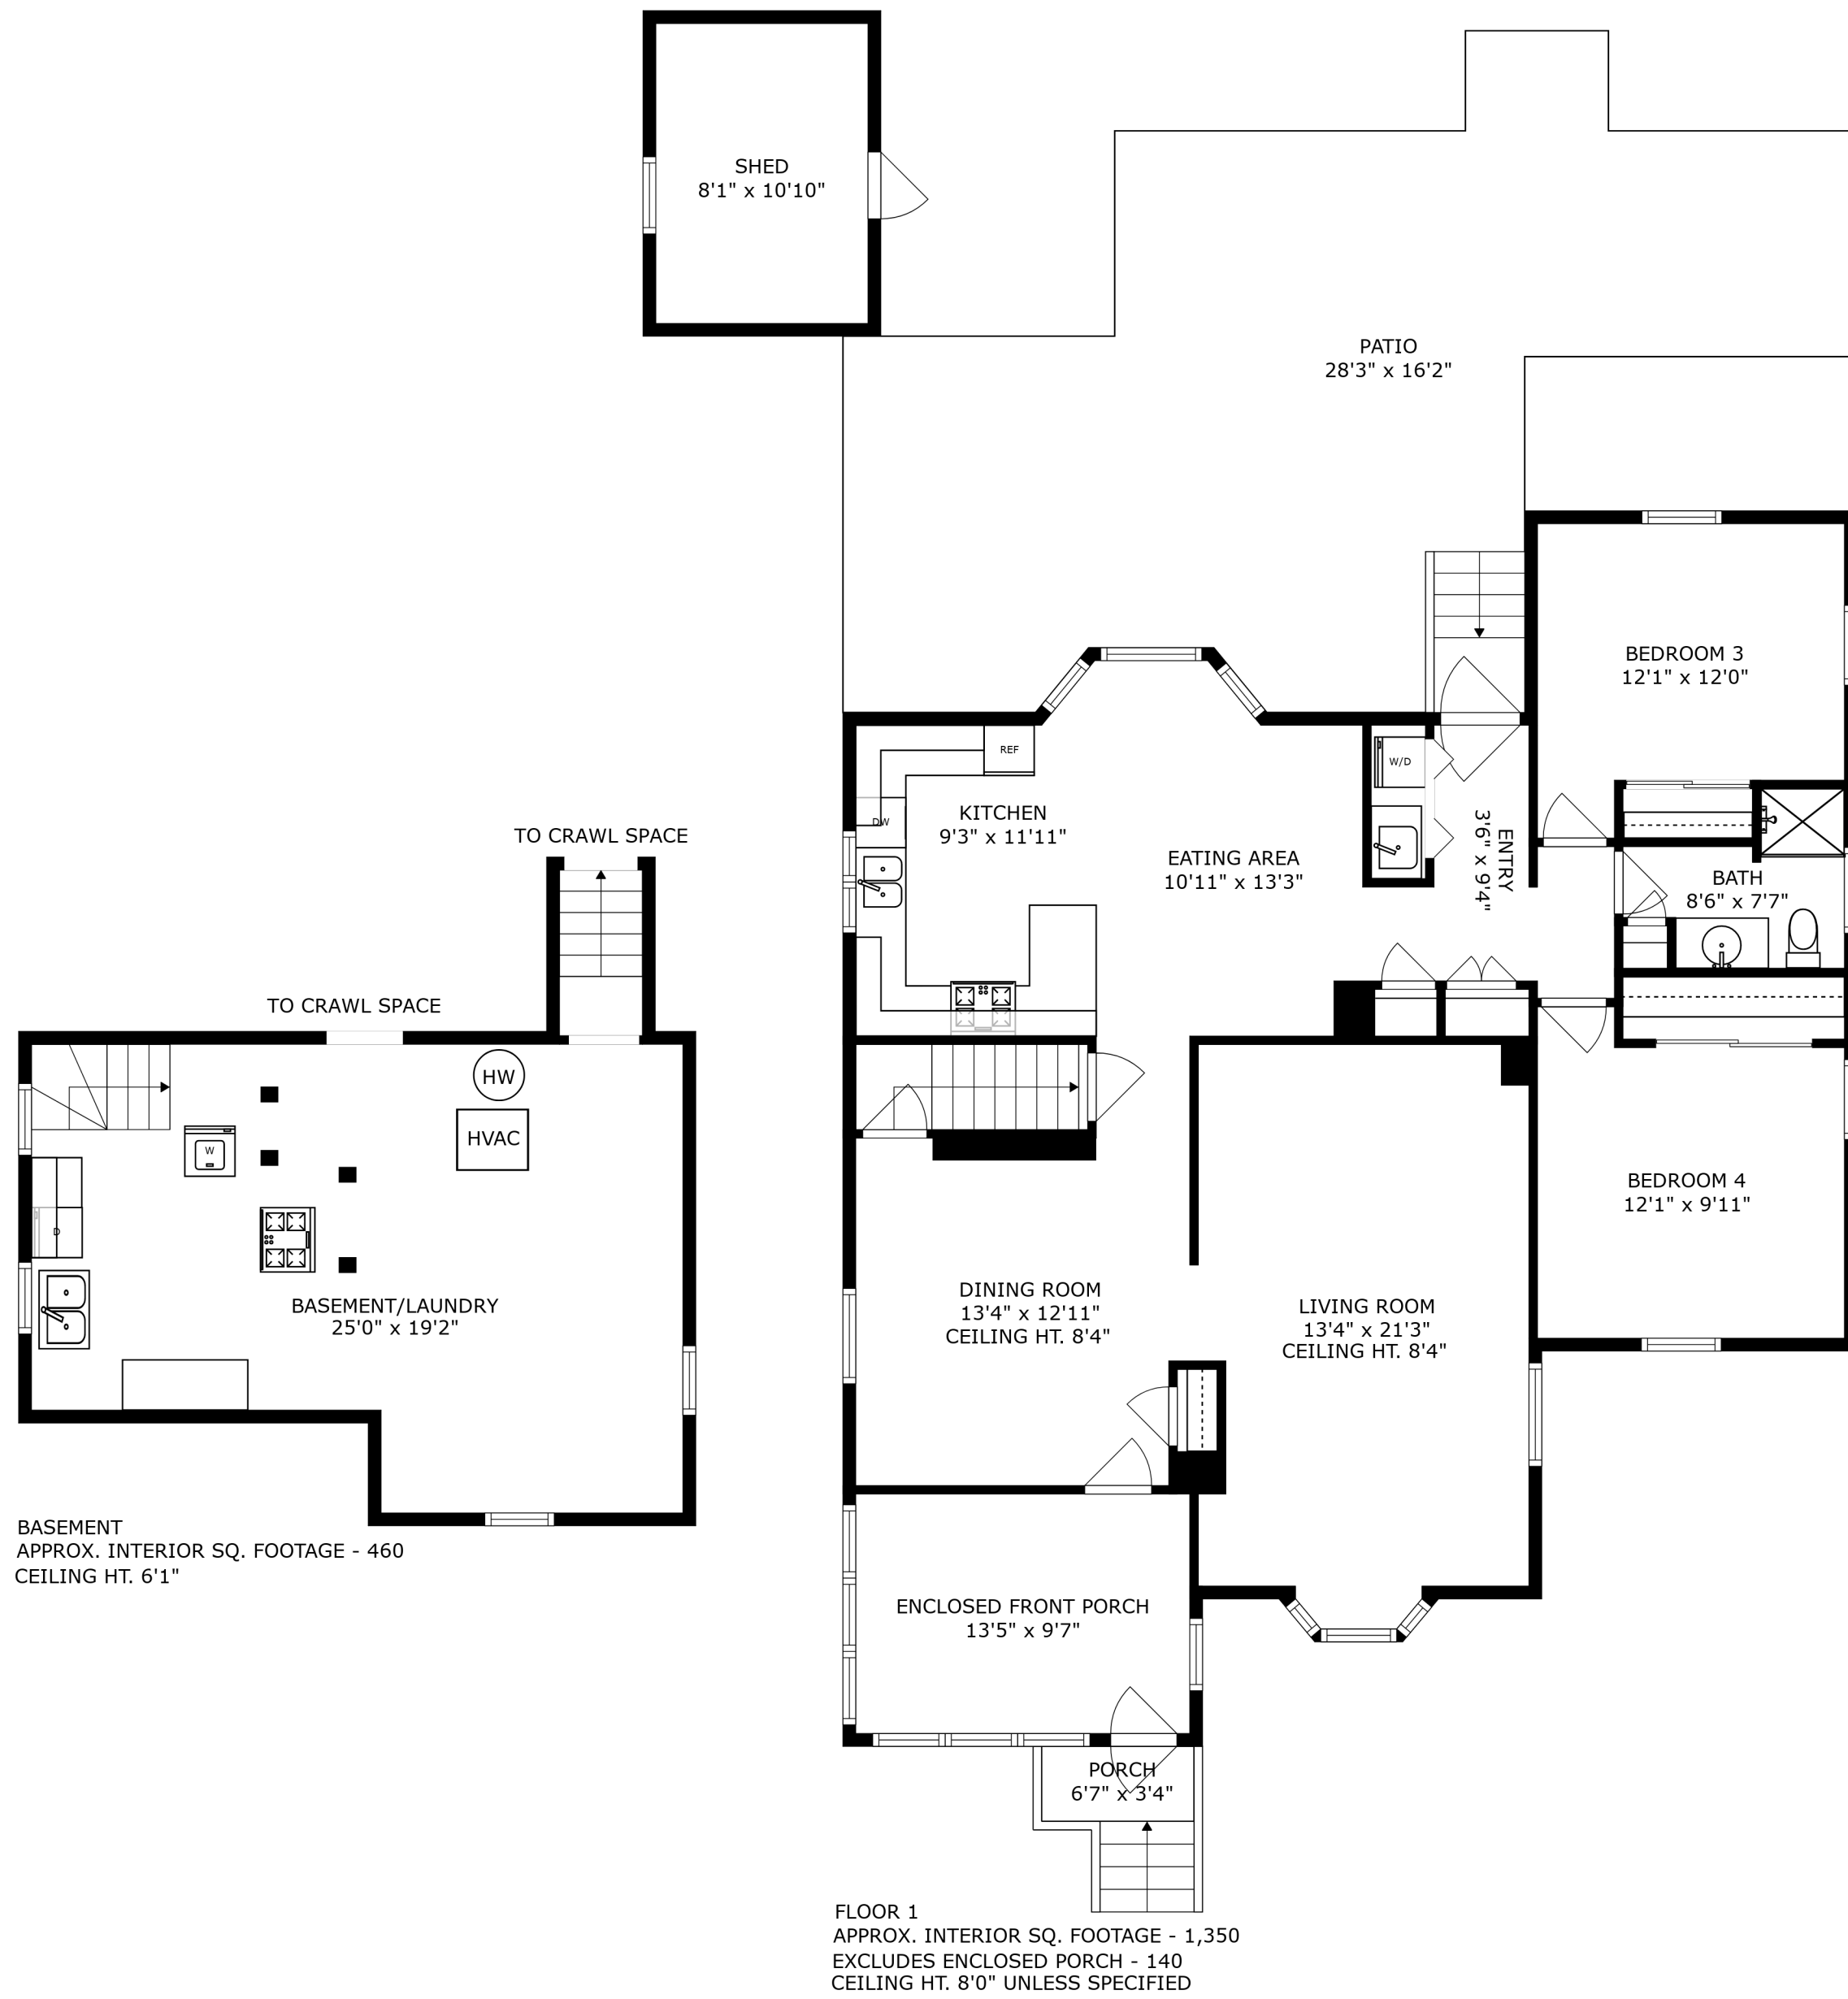 SHED
8'1" x 10'10"
PATIO
28'3" x 16'2"
BEDROOM 3
12'1" x 12'0"
REF
W/D
DW
KITCHEN
9'3" x 11'11"
EATING AREA
10'11" x 13'3"
ENTRY
3'6" x 9'4"
BATH
8'6" x 7'7"
TO CRAWL SPACE
TO CRAWL SPACE
HW
HVAC
W
D
BASEMENT/LAUNDRY
25'0" x 19'2"
BEDROOM 4
12'1" x 9'11"
DINING ROOM
13'4" x 12'11"
CEILING HT. 8'4"
LIVING ROOM
13'4" x 21'3"
CEILING HT. 8'4"
BASEMENT
APPROX. INTERIOR SQ. FOOTAGE - 460
CEILING HT. 6'1"
ENCLOSED FRONT PORCH
13'5" x 9'7"
PORCH
6'7" x 3'4"
FLOOR 1
APPROX. INTERIOR SQ. FOOTAGE - 1,350
EXCLUDES ENCLOSED PORCH - 140
CEILING HT. 8'0" UNLESS SPECIFIED